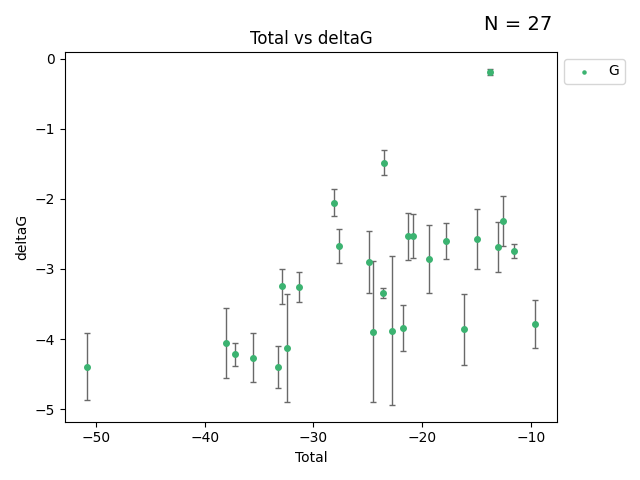 N = 27
Total vs deltaG
G
deltaG
0
−1
−2
−3
−4
−5
−50 −40 −30 −20 −10
Total